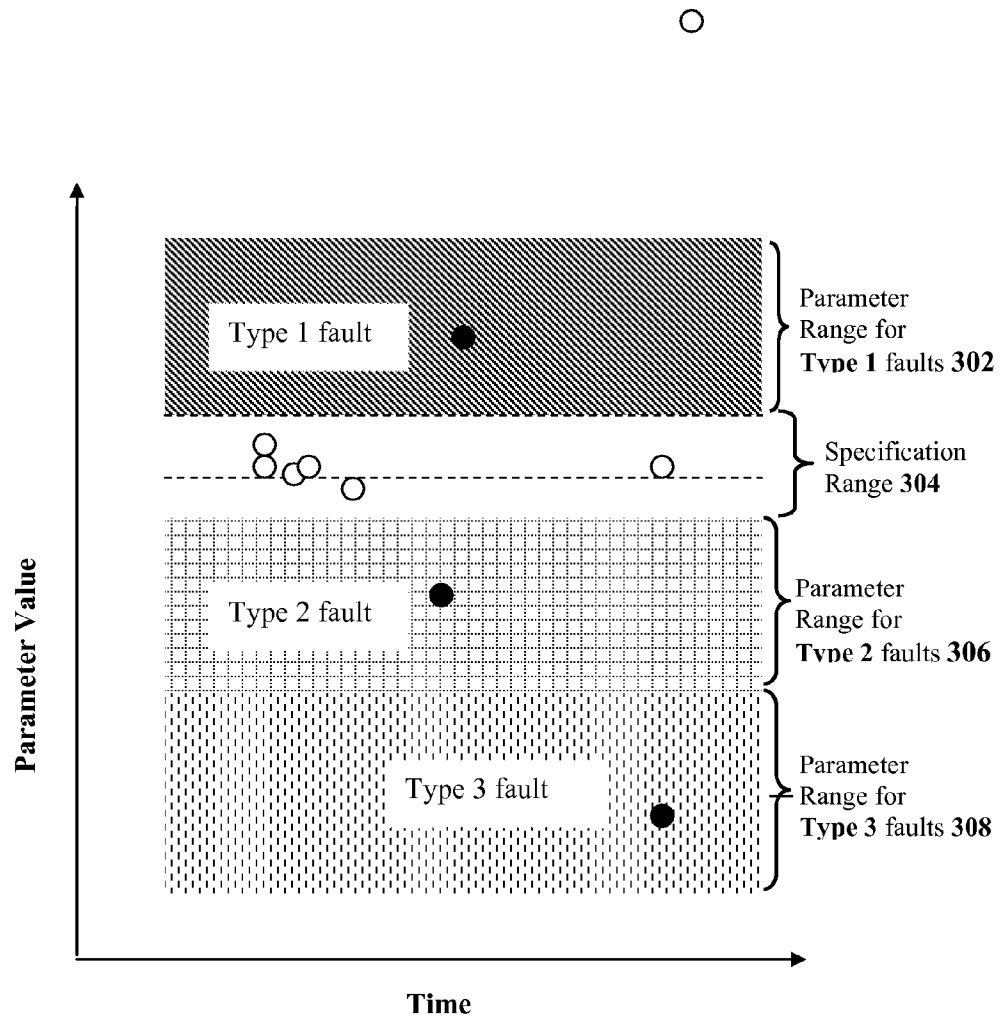 Type 1 fault
Parameter
Range for
Type 1 faults 302
Specification
Range 304
Type 2 fault
Parameter
Range for
Type 2 faults 306
Type 3 fault
Parameter
Range for
Type 3 faults 308
Parameter Value
Time